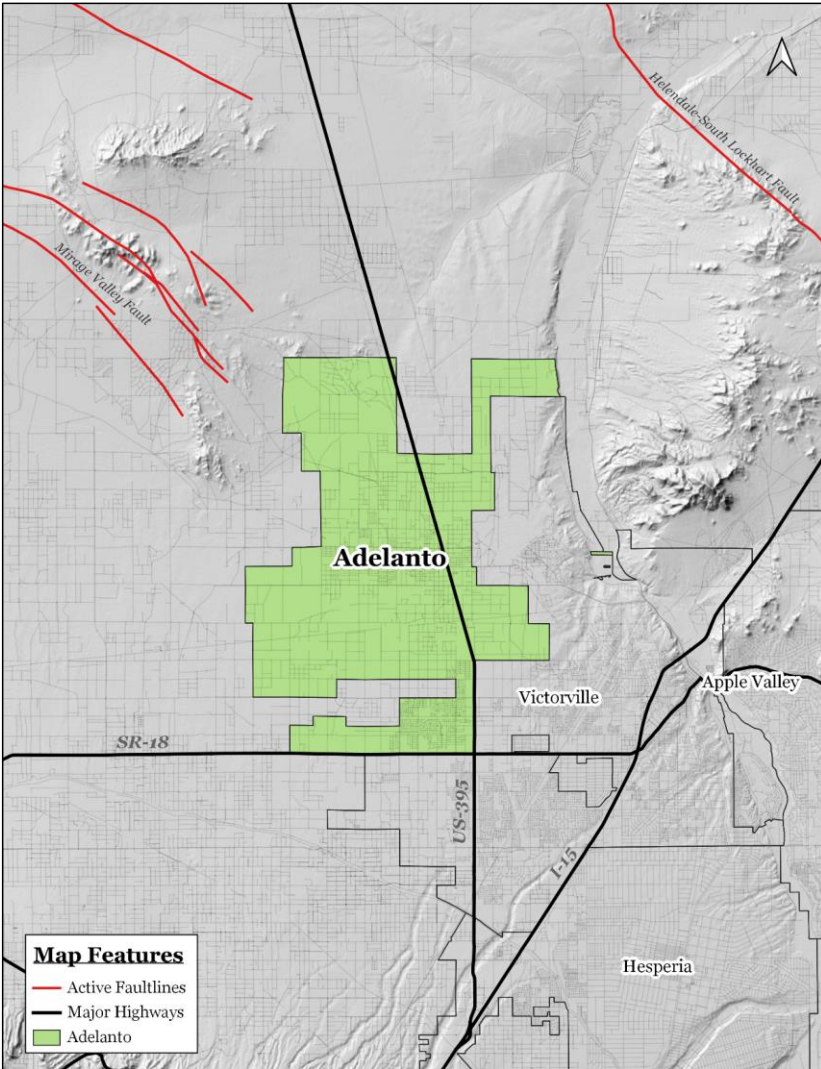 Helendale-South Lockhart Fault
Mirage Valley Fault
Adelanto
Victorville
Apple Valley
SR-18
US-395
I-15
Hesperia
Map Features
Active Faultlines
Major Highways
Adelanto